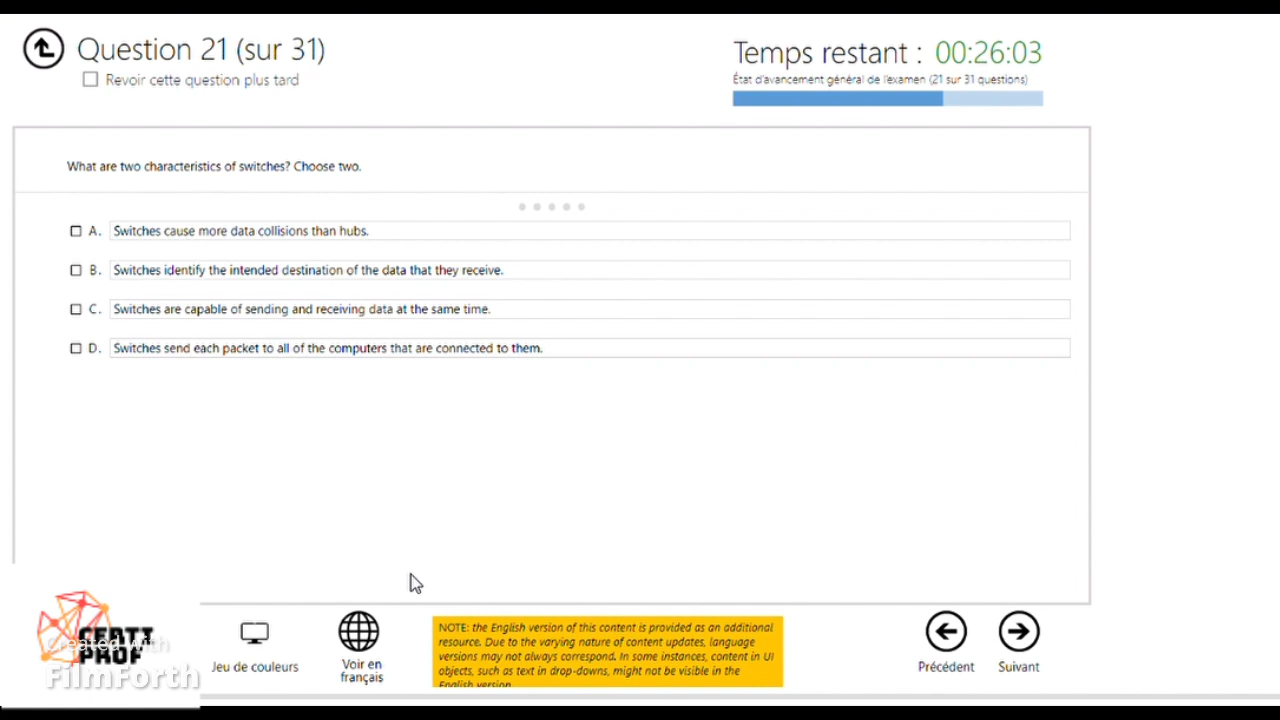 Question 21 (sur 31)
Revoir cette question plus tard
Temps restant : 00:26:03
État d'avancement général de l'examen (21 sur 31 questions)
What are two characteristics of switches? Choose two.
A. Switches cause more data collisions than hubs.
B. Switches identify the intended destination of the data that they receive.
C. Switches are capable of sending and receiving data at the same time.
D. Switches send each packet to all of the computers that are connected to them.
CERTI
PROF
Created with
FilmForth
Jeu de couleurs
Voir en
français
NOTE: the English version of this content is provided as an additional
resource. Due to the varying nature of content updates, language
versions may not always correspond. In some instances, content in UI
objects, such as text in drop-downs, might not be visible in the
English version.
Précédent
Suivant